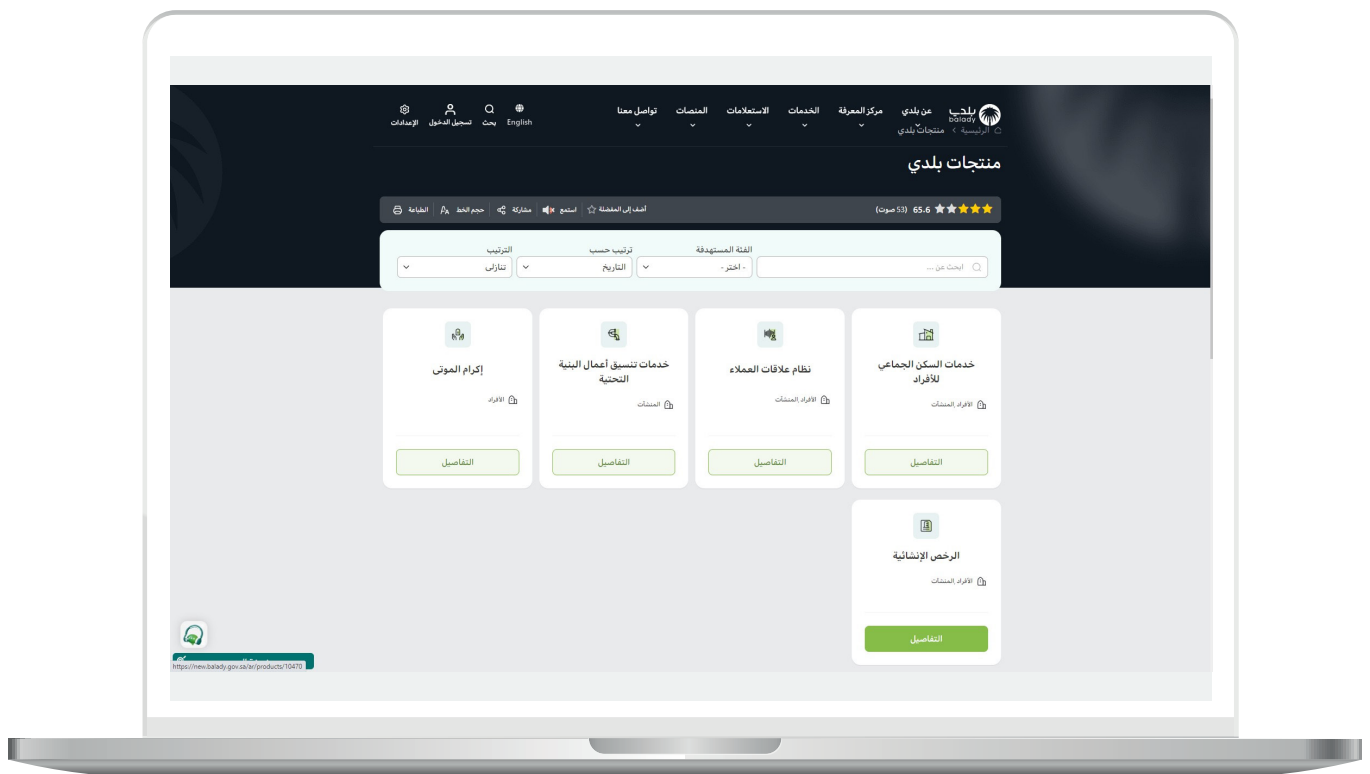 بلدي
balady
عن بلدي
مركز المعرفة
الخدمات
الاستعلامات
المنصات
تواصل معنا
English
بحث
تسجيل الدخول
الإعدادات
الرئيسية > منتجات بلدي
منتجات بلدي
65.6 (53 صوت)
أضف إلى المفضلة
استمع
مشاركة
حجم الخط
الطباعة
الفئة المستهدفة
ترتيب حسب
الترتيب
ابحث عن ...
- اختر -
التاريخ
تنازلي
خدمات السكن الجماعي
للأفراد
الأفراد, المنشآت
التفاصيل
نظام علاقات العملاء
الأفراد, المنشآت
التفاصيل
خدمات تنسيق أعمال البنية
التحتية
المنشآت
التفاصيل
إكرام الموتى
الأفراد
التفاصيل
الرخص الإنشائية
الأفراد, المنشآت
التفاصيل
https://new.balady.gov.sa/ar/products/10470